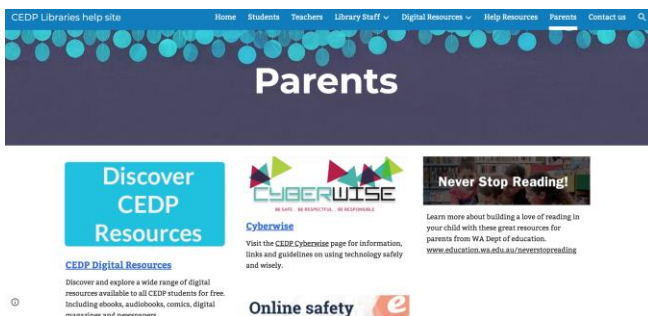 CEDP Libraries help site
Home Students Teachers Library Staff Digital Resources Help Resources Parents Contact us
Parents
Discover
CEDP
Resources
CEDP Digital Resources
Discover and explore a wide range of digital
resources available to all CEDP students for free.
Including ebooks, audiobooks, comics, digital
magazines and newspapers
CYBERWISE
BE SAFE . BE RESPECTFUL . BE RESPONSIBLE
Cyberwise
Visit the CEDP Cyberwise page for information,
links and guidelines on using technology safely
and wisely.
Online safety
e
Never Stop Reading!
Learn more about building a love of reading in
your child with these great resources for
parents from WA Dept of education.
www.education.wa.edu.au/neverstopreading